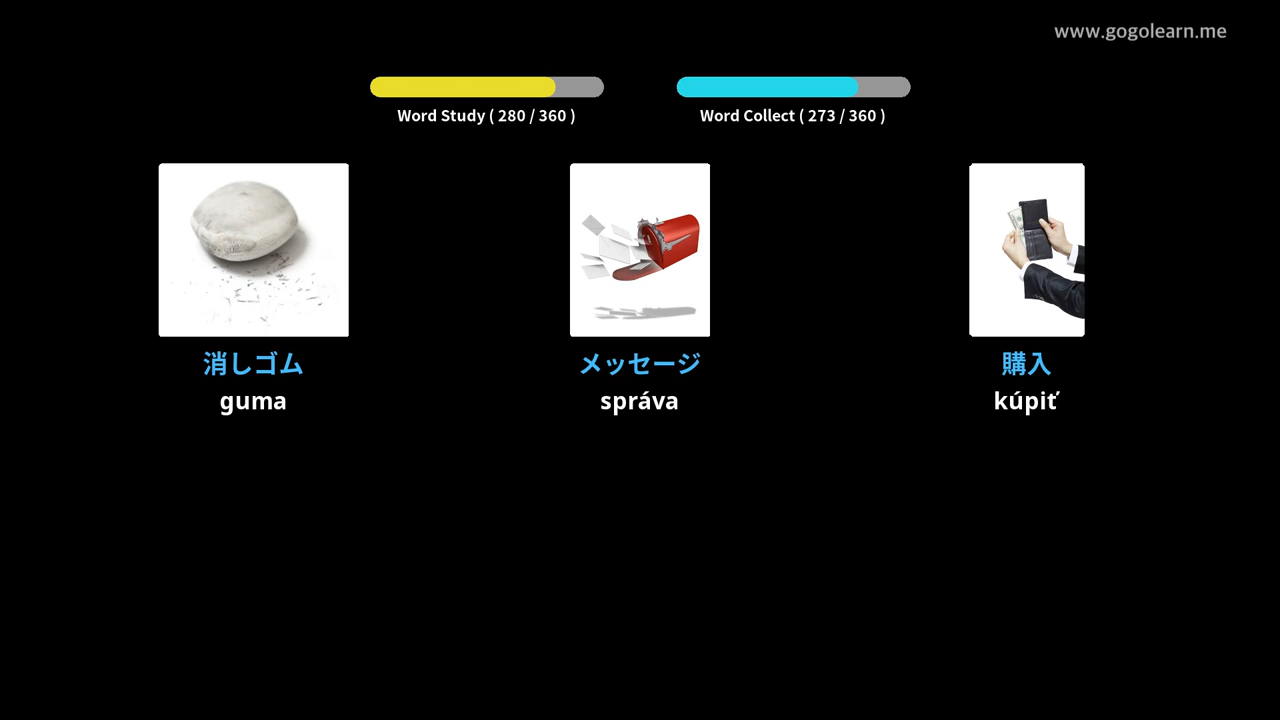 www.gogolearn.me
Word Study ( 280 / 360 )
Word Collect ( 273 / 360 )
消しゴム
メッセージ
購入
guma
správa
kúpiť